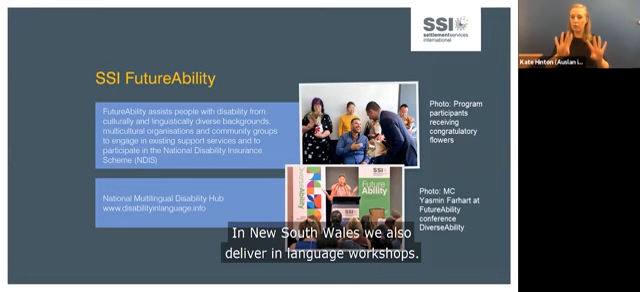 SSI
settlement services
international
SSI FutureAbility
FutureAbility assists people with disability from
culturally and linguistically diverse backgrounds,
multicultural organisations and community groups
to engage in existing support services and to
participate in the National Disability Insurance
Scheme (NDIS)
Photo: Program
participants
receiving
congratulatory
flowers
National Multilingual Disability Hub
www.disabilityinlanguage.info
DiverseAbility
Future
Ability
Photo: MC
Yasmin Farhart at
FutureAbility
conference
DiverseAbility
In New South Wales we also
deliver in language workshops.
Kate Hinton (Auslan i...